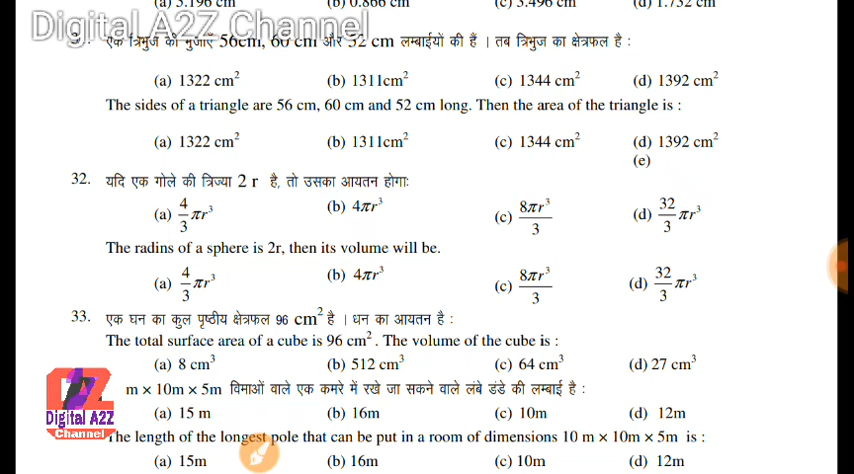 (a) 3.196 cm (b) 0.866 cm (c) 3.496 cm (d) 1.732 cm
Digital A2Z Channel
एक त्रिभुज की भुजाएँ 56cm, 60 cm और 52 cm लम्बाईयों की हैं । तब त्रिभुज का क्षेत्रफल है :
(a) 1322 cm² (b) 1311cm² (c) 1344 cm² (d) 1392 cm²
The sides of a triangle are 56 cm, 60 cm and 52 cm long. Then the area of the triangle is :
(a) 1322 cm² (b) 1311cm² (c) 1344 cm² (d) 1392 cm²
(e)
32. यदि एक गोले की त्रिज्या 2 r है, तो उसका आयतन होगाः
(a) 4/3 πr³ (b) 4πr³ (c) 8πr³/3 (d) 32/3 πr³
The radins of a sphere is 2r, then its volume will be.
(a) 4/3 πr³ (b) 4πr³ (c) 8πr³/3 (d) 32/3 πr³
33. एक घन का कुल पृष्ठीय क्षेत्रफल 96 cm² है । धन का आयतन है :
The total surface area of a cube is 96 cm². The volume of the cube is :
(a) 8 cm³ (b) 512 cm³ (c) 64 cm³ (d) 27 cm³
m × 10m × 5m विमाओं वाले एक कमरे में रखे जा सकने वाले लंबे डंडे की लम्बाई है :
(a) 15 m (b) 16m (c) 10m (d) 12m
The length of the longest pole that can be put in a room of dimensions 10 m × 10m × 5m is :
(a) 15m (b) 16m (c) 10m (d) 12m
A2Z
Digital A2Z
Channel